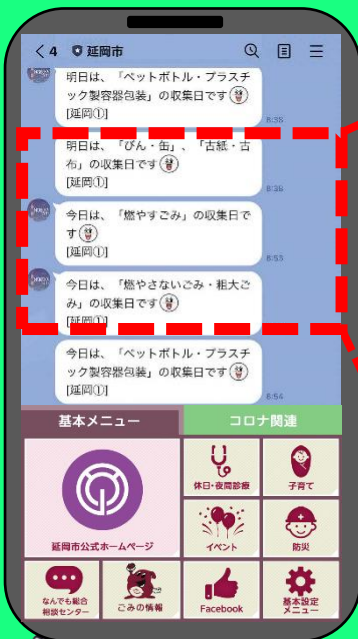 4 延岡市
明日は、「ペットボトル・プラスチ
ック製容器包装」の収集日です
[延岡①]
8:38
明日は、「びん・缶」、「古紙・古
布」の収集日です
[延岡①]
8:38
今日は、「燃やすごみ」の収集日で
す
[延岡①]
8:53
今日は、「燃やさないごみ・粗大ご
み」の収集日です
[延岡①]
今日は、「ペットボトル・プラスチ
ック製容器包装」の収集日です
[延岡①]
8:54
基本メニュー
コロナ関連
休日・夜間診療
子育て
延岡市公式ホームページ
イベント
防災
なんでも総合
相談センター
ごみの情報
Facebook
基本設定
メニュー